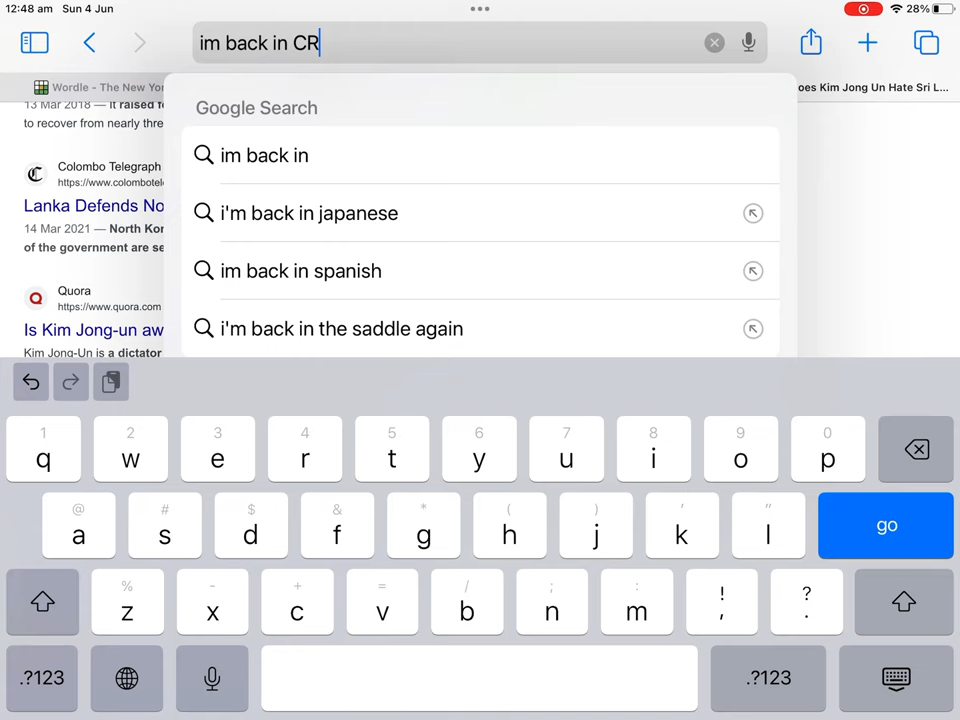 12:48 am Sun 4 Jun
28%
im back in CR
Wordle - The New Yor
oes Kim Jong Un Hate Sri L...
Google Search
im back in
i'm back in japanese
im back in spanish
i'm back in the saddle again
13 Mar 2018 — It raised f
to recover from nearly thre
Colombo Telegraph
https://www.colombotel
Lanka Defends No
14 Mar 2021 — North Kor
of the government are se
Quora
https://www.quora.com
Is Kim Jong-un aw
Kim Jong-Un is a dictator
1 2 3 4 5 6 7 8 9 0
q w e r t y u i o p
@ # $ & * ( ) ' "
a s d f g h j k l go
% - + = / ; : ! ?
z x c v b n m , .
.?123 .?123